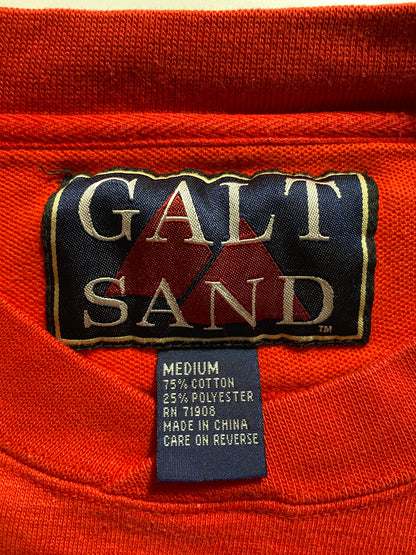 GALT
SAND
TM
MEDIUM
75% COTTON
25% POLYESTER
RN 71908
MADE IN CHINA
CARE ON REVERSE